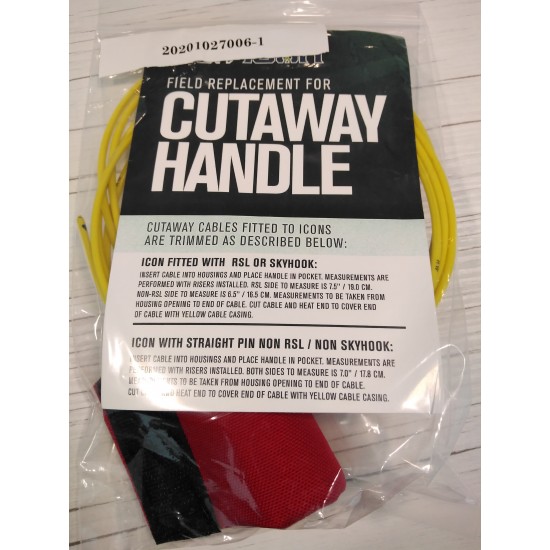 20201027006-1
FIELD REPLACEMENT FOR
CUTAWAY
HANDLE
CUTAWAY CABLES FITTED TO ICONS
ARE TRIMMED AS DESCRIBED BELOW:
ICON FITTED WITH RSL OR SKYHOOK:
INSERT CABLE INTO HOUSINGS AND PLACE HANDLE IN POCKET. MEASUREMENTS ARE
PERFORMED WITH RISERS INSTALLED. RSL SIDE TO MEASURE IS 7.5" / 19.0 CM.
NON-RSL SIDE TO MEASURE IS 6.5" / 16.5 CM. MEASUREMENTS TO BE TAKEN FROM
HOUSING OPENING TO END OF CABLE. CUT CABLE AND HEAT END TO COVER END
OF CABLE WITH YELLOW CABLE CASING.
ICON WITH STRAIGHT PIN NON RSL / NON SKYHOOK:
INSERT CABLE INTO HOUSINGS AND PLACE HANDLE IN POCKET. MEASUREMENTS ARE
PERFORMED WITH RISERS INSTALLED. BOTH SIDES TO MEASURE IS 7.0" / 17.8 CM.
MEASUREMENTS TO BE TAKEN FROM HOUSING OPENING TO END OF CABLE.
CUT HEAT END TO COVER END OF CABLE WITH YELLOW CABLE CASING.